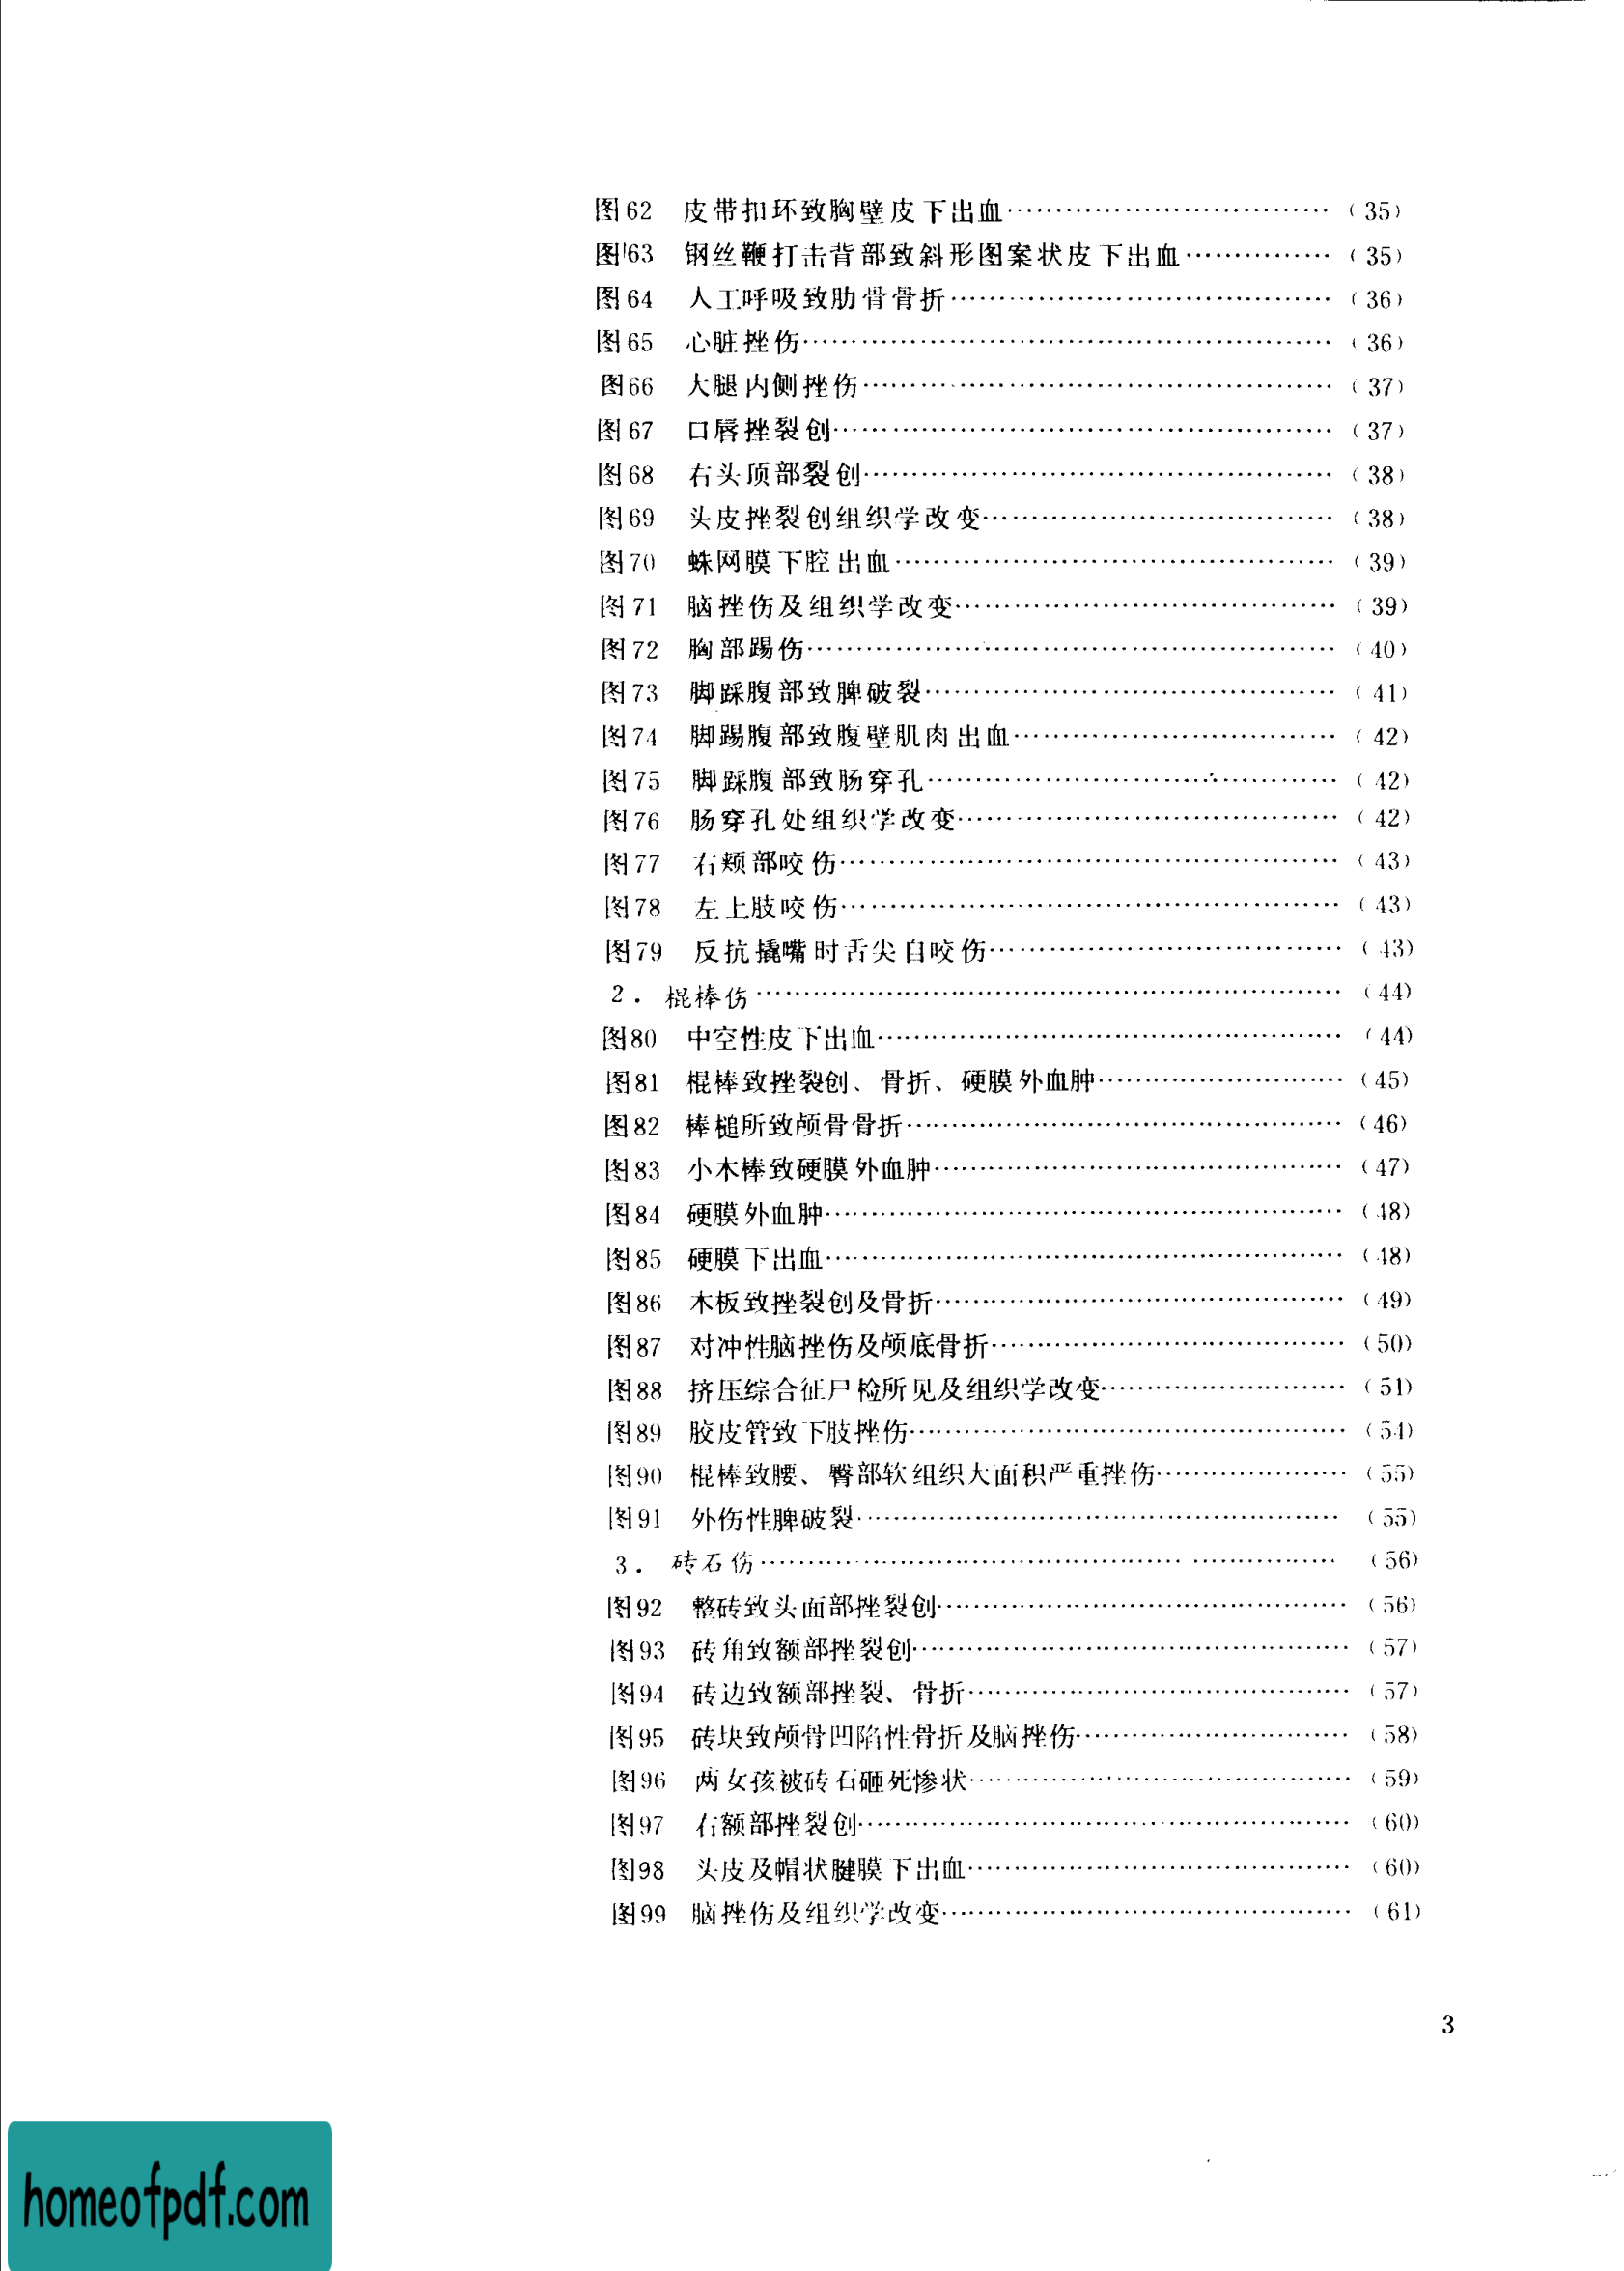 图62 皮带扣环致胸壁皮下出血……………………………(35)
图63 钢丝鞭打击背部致斜形图案状皮下出血……………(35)
图64 人工呼吸致肋骨骨折…………………………………(36)
图65 心脏挫伤………………………………………………(36)
图66 大腿内侧挫伤…………………………………………(37)
图67 口唇挫裂创……………………………………………(37)
图68 右头顶部裂创…………………………………………(38)
图69 头皮挫裂创组织学改变………………………………(38)
图70 蛛网膜下腔出血………………………………………(39)
图71 脑挫伤及组织学改变…………………………………(39)
图72 胸部踢伤………………………………………………(40)
图73 脚踩腹部致脾破裂……………………………………(41)
图74 脚踢腹部致腹壁肌肉出血……………………………(42)
图75 脚踩腹部致肠穿孔……………………………………(42)
图76 肠穿孔处组织学改变…………………………………(42)
图77 右颊部咬伤……………………………………………(43)
图78 左上肢咬伤……………………………………………(43)
图79 反抗撬嘴时舌尖自咬伤………………………………(43)
2. 棍棒伤……………………………………………………(44)
图80 中空性皮下出血………………………………………(44)
图81 棍棒致挫裂创、骨折、硬膜外血肿…………………(45)
图82 棒槌所致颅骨骨折……………………………………(46)
图83 小木棒致硬膜外血肿…………………………………(47)
图84 硬膜外血肿……………………………………………(48)
图85 硬膜下出血……………………………………………(48)
图86 木板致挫裂创及骨折…………………………………(49)
图87 对冲性脑挫伤及颅底骨折……………………………(50)
图88 挤压综合征尸检所见及组织学改变…………………(51)
图89 胶皮管致下肢挫伤……………………………………(54)
图90 棍棒致腰、臀部软组织大面积严重挫伤……………(55)
图91 外伤性脾破裂…………………………………………(55)
3. 砖石伤……………………………………………………(56)
图92 整砖致头面部挫裂创…………………………………(56)
图93 砖角致额部挫裂创……………………………………(57)
图94 砖边致额部挫裂、骨折………………………………(57)
图95 砖块致颅骨凹陷性骨折及脑挫伤……………………(58)
图96 两女孩被砖石砸死惨状………………………………(59)
图97 右额部挫裂创…………………………………………(60)
图98 头皮及帽状腱膜下出血………………………………(60)
图99 脑挫伤及组织学改变…………………………………(61)
3
homeofpdf.com